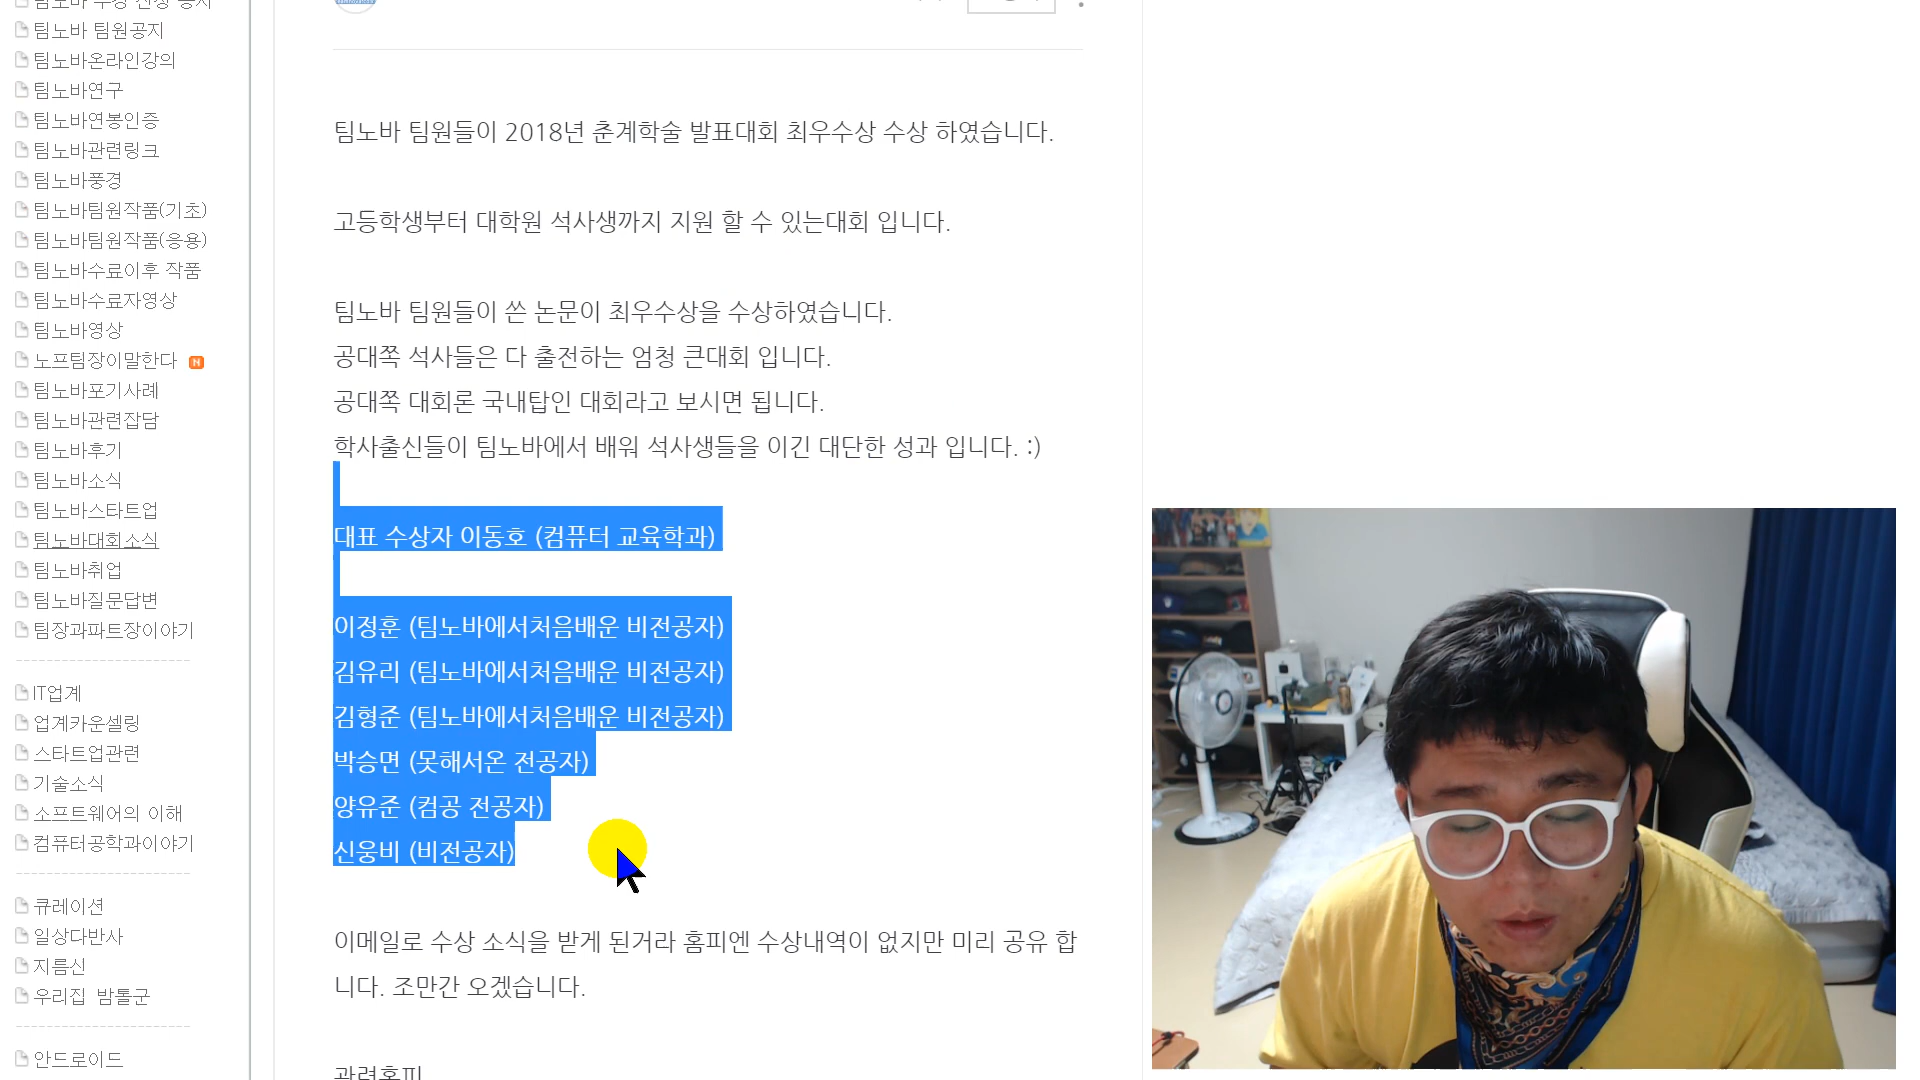 팀노바 팀원공지
팀노바온라인강의
팀노바연구
팀노바연봉인증
팀노바관련링크
팀노바풍경
팀노바팀원작품(기초)
팀노바팀원작품(응용)
팀노바수료이후 작품
팀노바수료자영상
팀노바영상
노프팀장이말한다 N
팀노바포기사례
팀노바관련잡담
팀노바후기
팀노바소식
팀노바스타트업
팀노바대회소식
팀노바취업
팀노바질문답변
팀장과파트장이야기
IT업계
업계카운셀링
스타트업관련
기술소식
소프트웨어의 이해
컴퓨터공학과이야기
큐레이션
일상다반사
지름신
우리집 밤톨군
안드로이드
팀노바 팀원들이 2018년 춘계학술 발표대회 최우수상 수상 하였습니다.
고등학생부터 대학원 석사생까지 지원 할 수 있는대회 입니다.
팀노바 팀원들이 쓴 논문이 최우수상을 수상하였습니다.
공대쪽 석사들은 다 출전하는 엄청 큰대회 입니다.
공대쪽 대회론 국내탑인 대회라고 보시면 됩니다.
학사출신들이 팀노바에서 배워 석사생들을 이긴 대단한 성과 입니다. :)
대표 수상자 이동호 (컴퓨터 교육학과)
이정훈 (팀노바에서처음배운 비전공자)
김유리 (팀노바에서처음배운 비전공자)
김형준 (팀노바에서처음배운 비전공자)
박승면 (못해서온 전공자)
양유준 (컴공 전공자)
신웅비 (비전공자)
이메일로 수상 소식을 받게 된거라 홈피엔 수상내역이 없지만 미리 공유 합
니다. 조만간 오겠습니다.
관련홈피